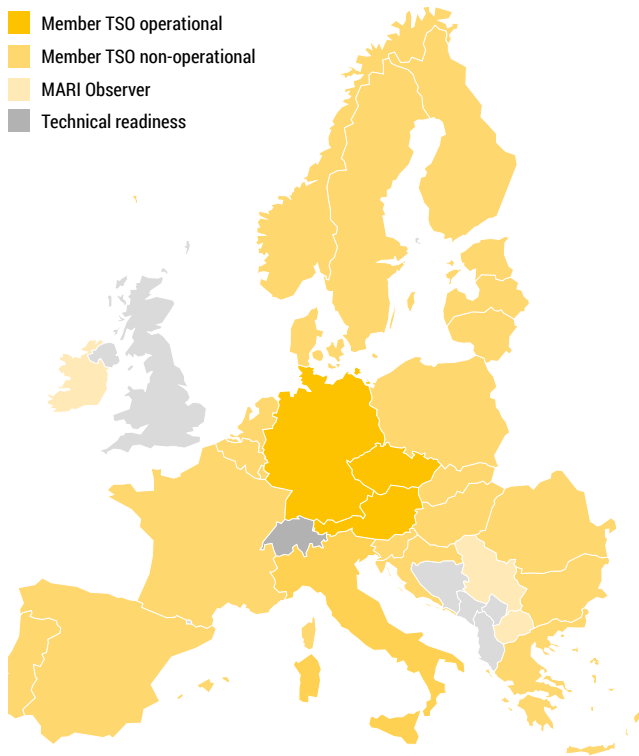 Member TSO operational
Member TSO non-operational
MARI Observer
Technical readiness